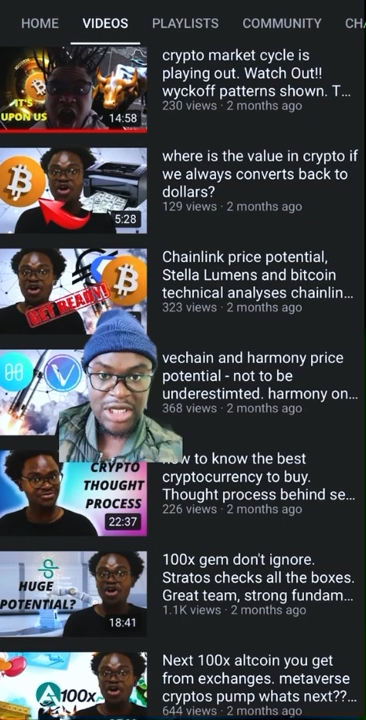 HOME VIDEOS PLAYLISTS COMMUNITY CHA
crypto market cycle is
playing out. Watch Out!!
wyckoff patterns shown. T...
230 views · 2 months ago
IT'S
UPON US
14:58
where is the value in crypto if
we always converts back to
dollars?
129 views · 2 months ago
5:28
Chainlink price potential,
Stella Lumens and bitcoin
technical analyses chainlin...
323 views · 2 months ago
GET READY!
vechain and harmony price
potential - not to be
underestimted. harmony on...
368 views · 2 months ago
how to know the best
cryptocurrency to buy.
Thought process behind se...
226 views · 2 months ago
CRYPTO
THOUGHT
PROCESS
22:37
100x gem don't ignore.
Stratos checks all the boxes.
Great team, strong fundam...
1.1K views · 2 months ago
HUGE
POTENTIAL?
18:41
Next 100x altcoin you get
from exchanges. metaverse
cryptos pump whats next??...
644 views · 2 months ago
100x